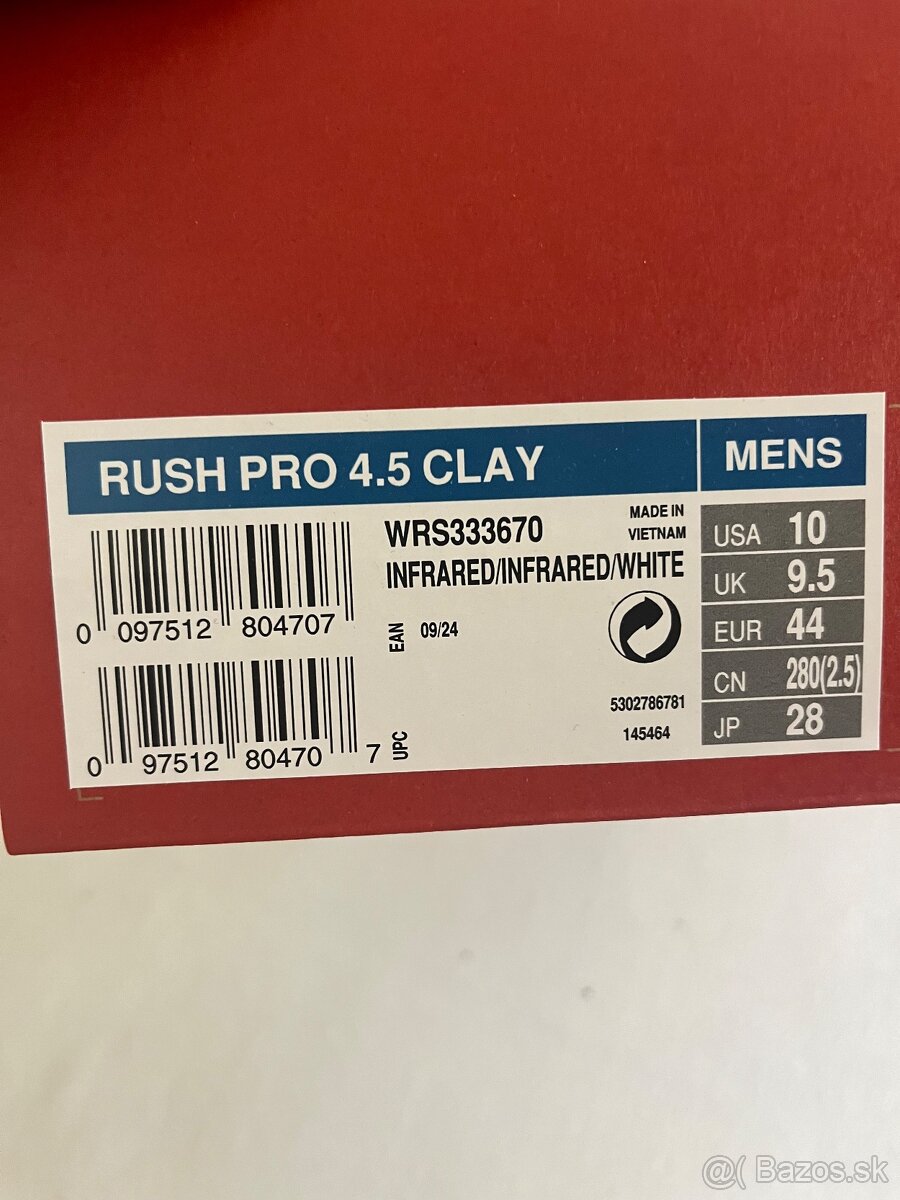 RUSH PRO 4.5 CLAY
MENS
WRS333670
MADE IN
VIETNAM
INFRARED/INFRARED/WHITE
0 097512 804707
EAN
09/24
0 97512 80470 7
UPC
5302786781
145464
USA 10
UK 9.5
EUR 44
CN 280(2.5)
JP 28
@( Bazos.sk